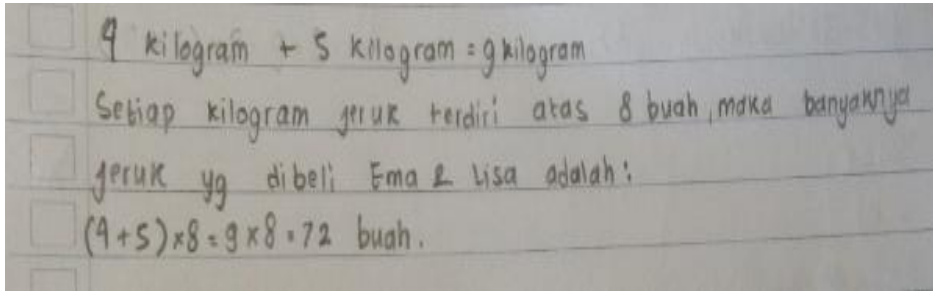 4 kilogram + 5 kilogram = 9 kilogram
Setiap kilogram jeruk terdiri atas 8 buah, maka banyaknya
jeruk yg dibeli Ema & Lisa adalah:
(4+5)×8 = 9×8 = 72 buah.